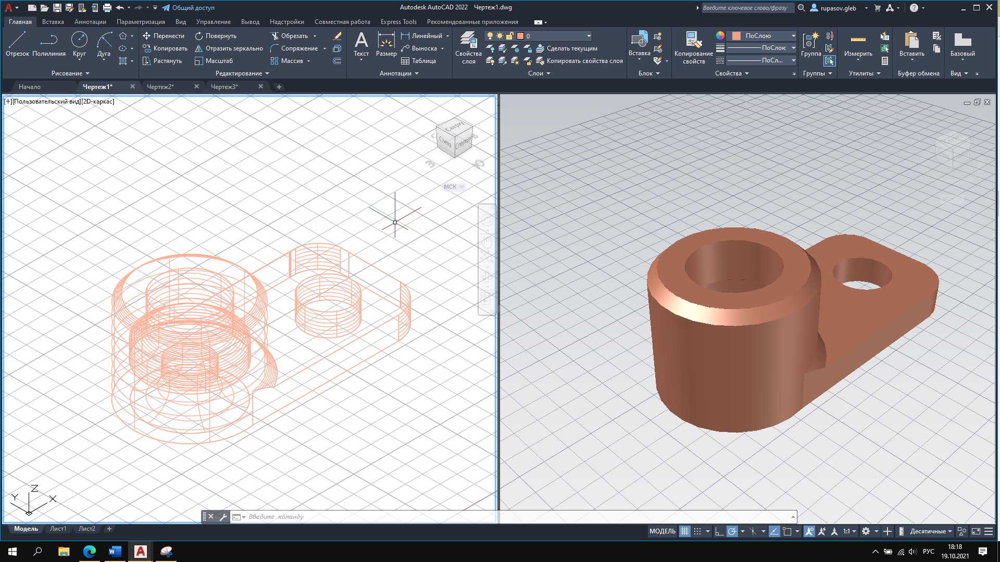 Общий доступ
Autodesk AutoCAD 2022 Чертеж1.dwg
Введите ключевое слово/фразу
rupasov.gleb
Главная Вставка Аннотации Параметризация Вид Управление Вывод Надстройки Совместная работа Express Tools Рекомендованные приложения
Отрезок Полилиния Круг Дуга
Перенести Повернуть Обрезать
Копировать Отразить зеркально Сопряжение
Растянуть Масштаб Массив
Текст Размер
Линейный
Выноска
Таблица
Свойства слоя
0
Сделать текущим
Копировать свойства слоя
Вставка
Копирование свойств
ПоСлою
ПоСлою
ПоСл...
Группа
Измерить
Вставить
Базовый
Рисование Редактирование Аннотации Слои Блок Свойства Группы Утилиты Буфер обмена Вид
Начало Чертеж1* Чертеж2* Чертеж3*
[+][Пользовательский вид][2D-каркас]
Сверху
Слева Спереди
З Ю
МСК
Z
Y X
Введите команду
Модель Лист1 Лист2
МОДЕЛЬ 1:1 Десятичные
РУС
18:18
19.10.2021